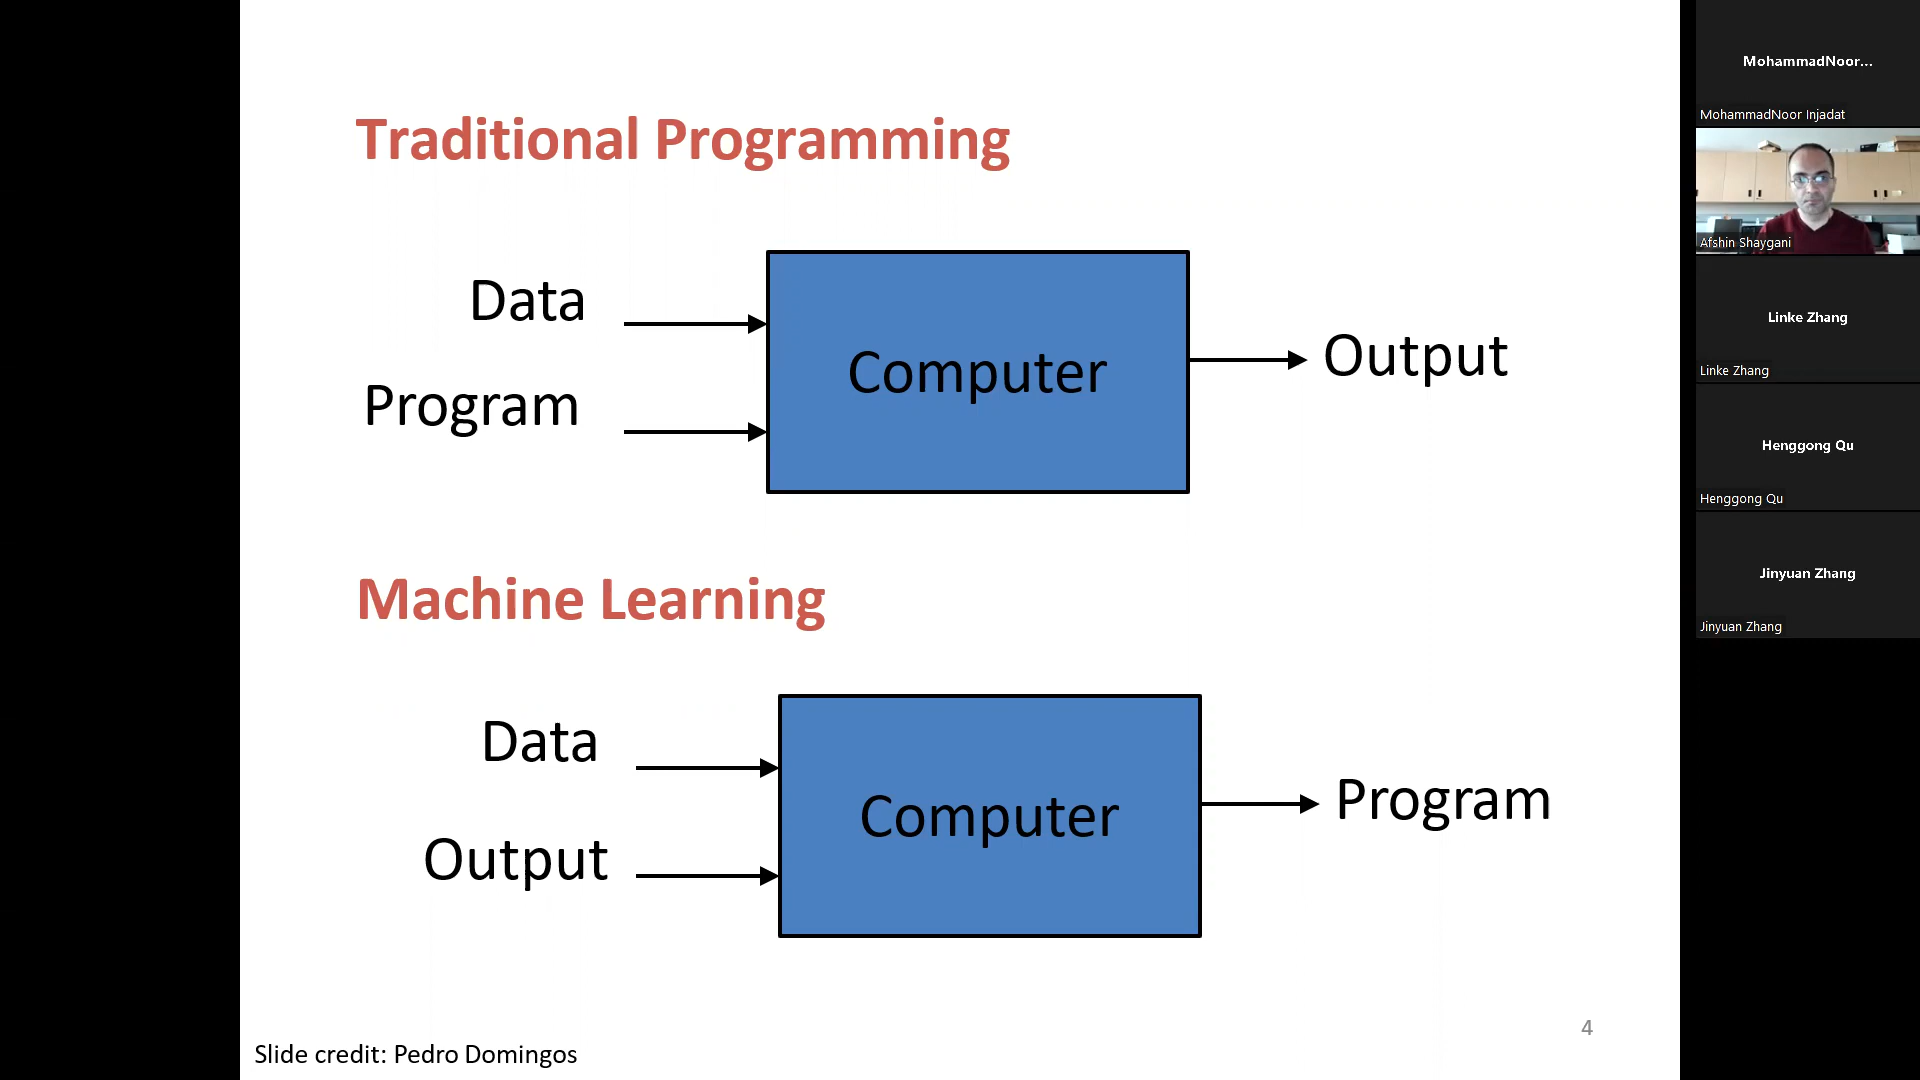 Traditional Programming
Data
Program
Computer
Output
Machine Learning
Data
Output
Computer
Program
4
Slide credit: Pedro Domingos
MohammadNoor...
MohammadNoor Injadat
Afshin Shaygani
Linke Zhang
Linke Zhang
Henggong Qu
Henggong Qu
Jinyuan Zhang
Jinyuan Zhang